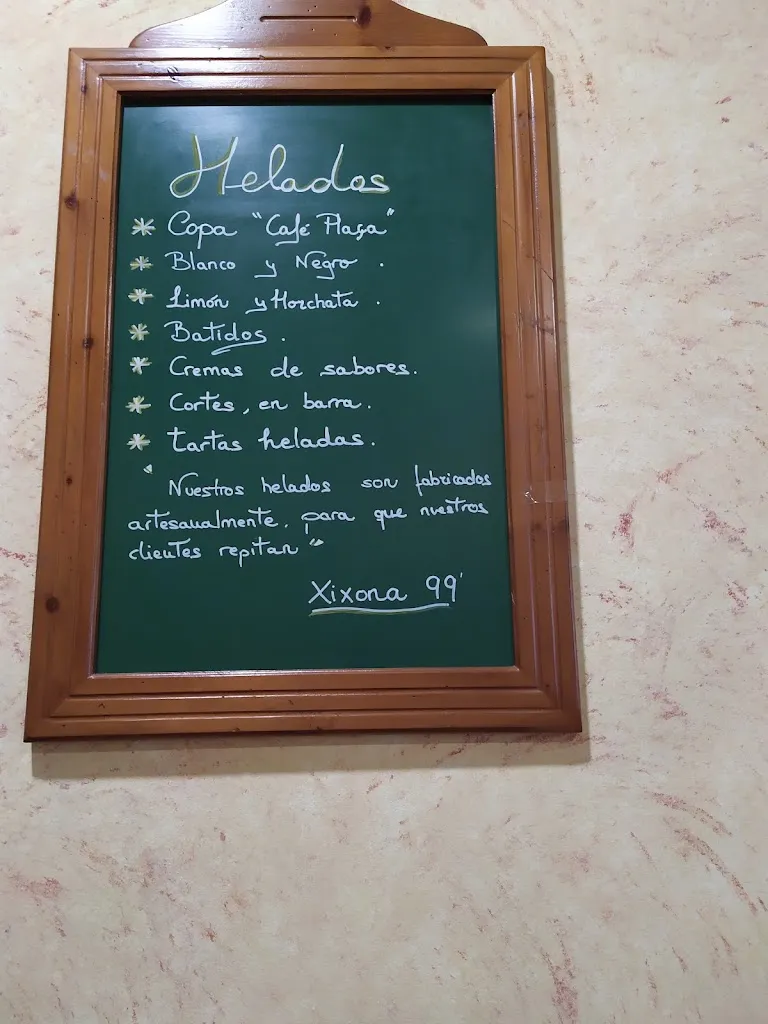 Helados
* Copa "Café Plaça"
* Blanco y Negro .
* Limón y Horchata .
* Batidos .
* Cremas de sabores.
* Cortes, en barra.
* tartas heladas.
" Nuestros helados son fabricados
artesanalmente. para que nuestros
clientes repitan "
Xixona 99'